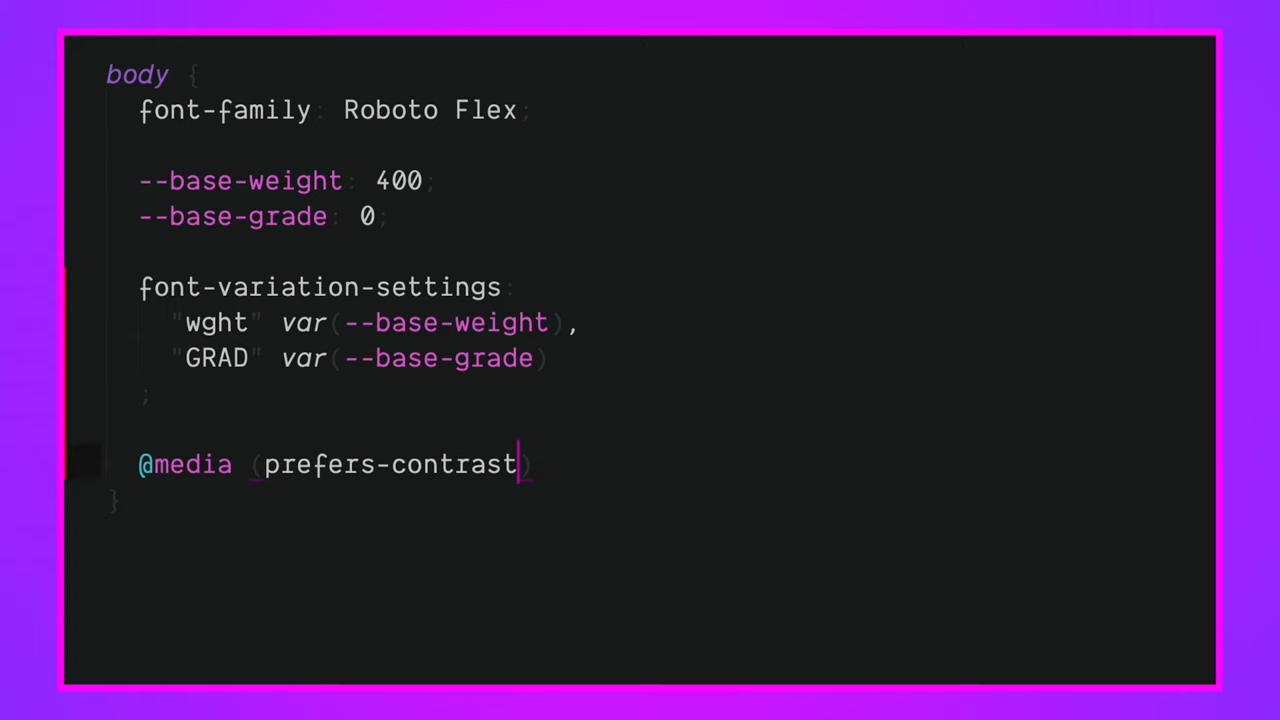 body {
font-family: Roboto Flex;
--base-weight: 400;
--base-grade: 0;
font-variation-settings:
"wght" var(--base-weight),
"GRAD" var(--base-grade)
;
@media (prefers-contrast)
}